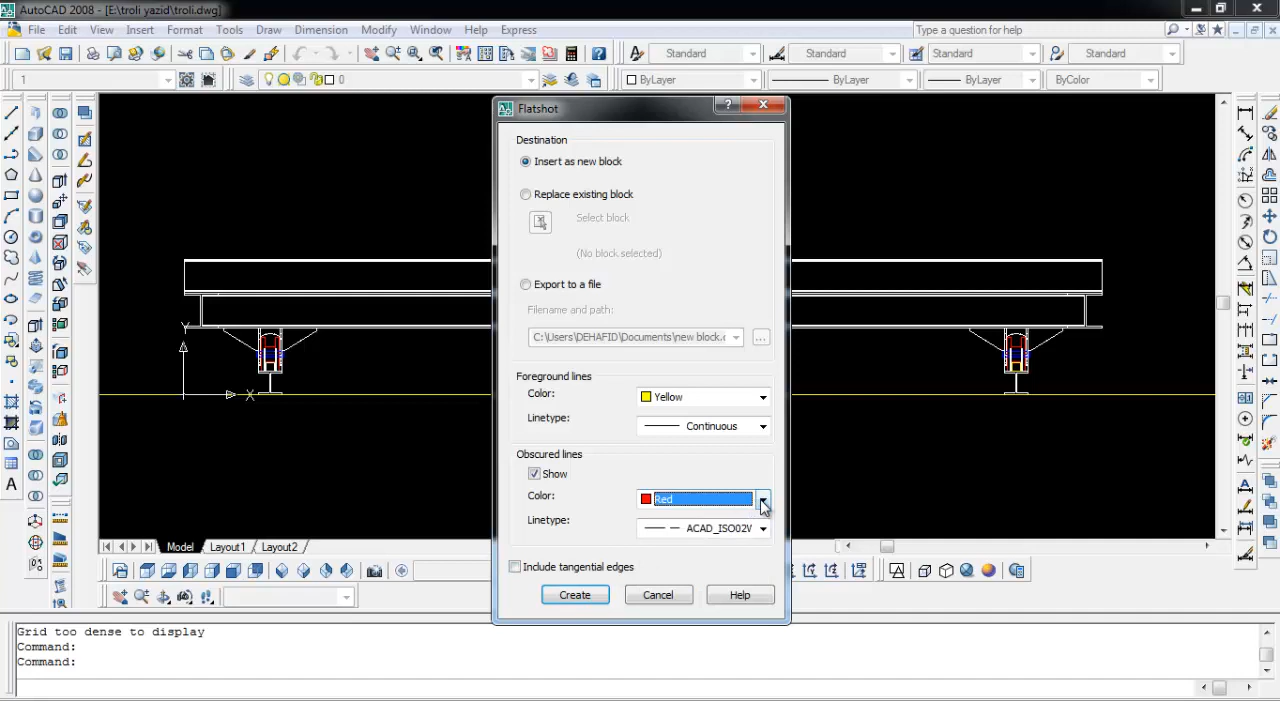 AutoCAD 2008 - [E:\troli yazid\troli.dwg]
File Edit View Insert Format Tools Draw Dimension Modify Window Help Express
Type a question for help
Standard Standard Standard Standard
1
0
ByLayer ByLayer ByLayer ByColor
Flatshot
Destination
Insert as new block
Replace existing block
Select block
(No block selected)
Export to a file
Filename and path:
C:\Users\DEHAFID\Documents\new block.c
...
Foreground lines
Color:
Yellow
Linetype:
Continuous
Obscured lines
Show
Color:
Red
Linetype:
ACAD_ISO02W
Include tangential edges
Create Cancel Help
Y
X
A
A
Model Layout1 Layout2
Grid too dense to display
Command:
Command: